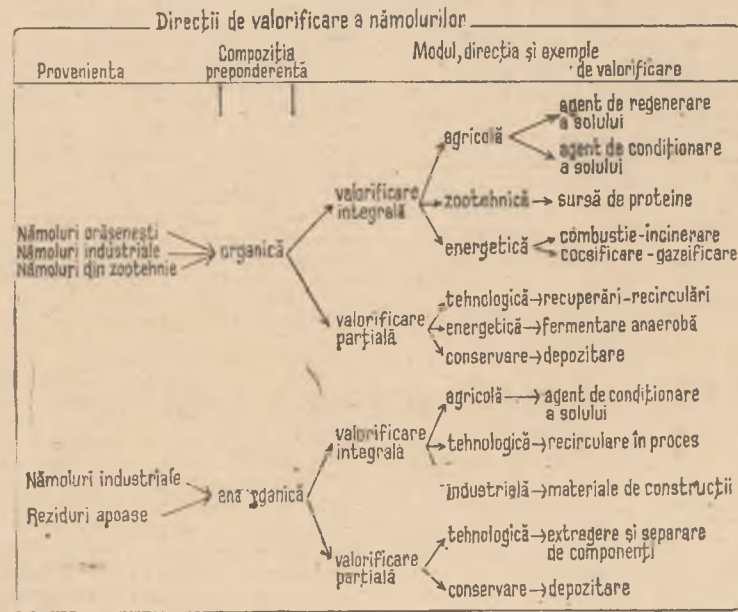 Direcții de valorificare a nămolurilor
Provenienta
Compoziția
preponderentă
Modul, direcția și exemple
de valorificare
Nămoluri orășenești
Nămoluri industriale
Nămoluri din zootehnie
organică
valorificare
integrală
agricolă
agent de regenerare
a solului
agent de condiționare
a solului
zootehnică → sursă de proteine
energetică
combustie-incinerare
cocsificare-gazeificare
valorificare
parțială
tehnologică → recuperări-recirculări
energetică → fermentare anaerobă
conservare → depozitare
Nămoluri industriale
Reziduri apoase
anorganică
valorificare
integrală
agricolă → agent de condiționare
a solului
tehnologică → recirculare în proces
industrială → materiale de construcții
valorificare
parțială
tehnologică → extragere și separare
de componenți
conservare → depozitare